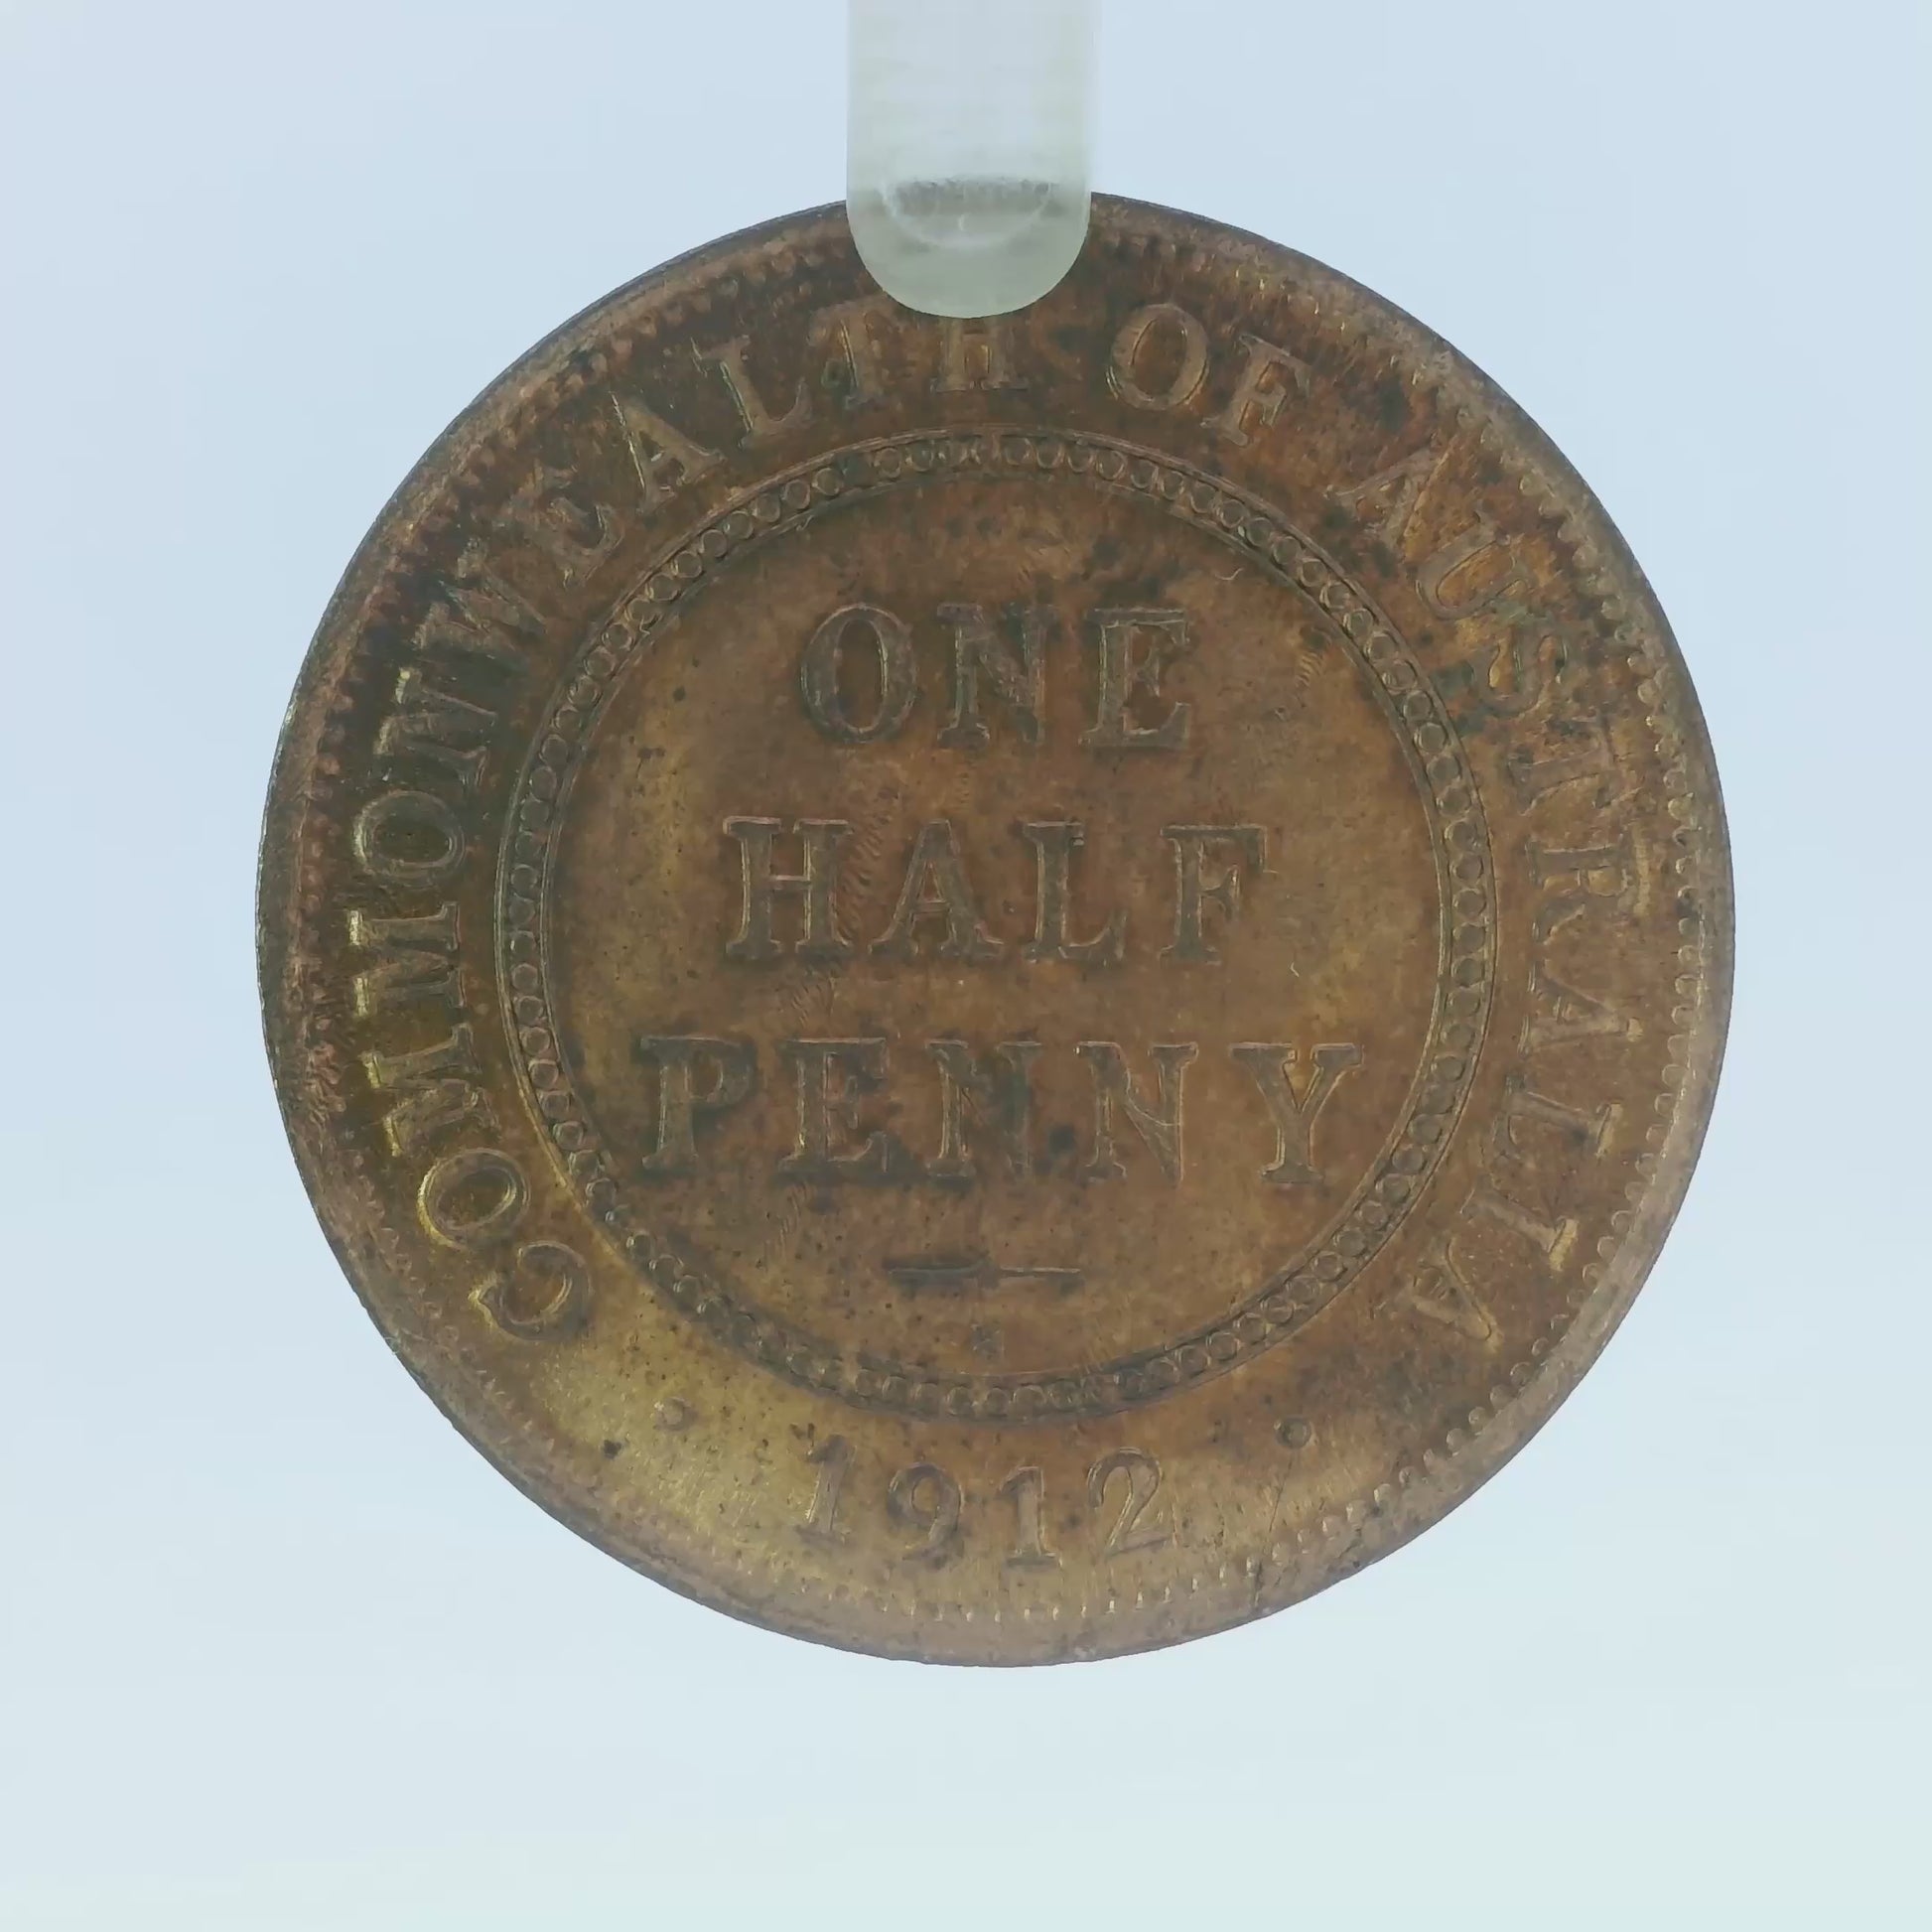 COMMONWEALTH OF AUSTRALIA
ONE
HALF
PENNY
1912